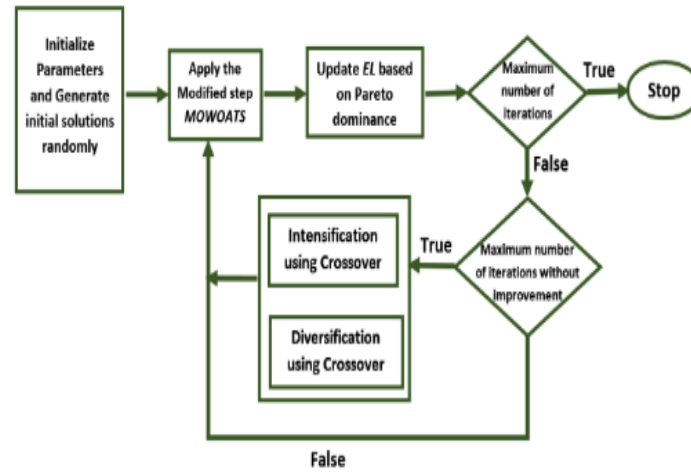 Initialize
Parameters
and Generate
initial solutions
randomly
Apply the
Modified step
MOWOATS
Update EL based
on Pareto
dominance
Maximum
number of
iterations
True
Stop
False
Maximum number
of iterations without
improvement
True
Intensification
using Crossover
Diversification
using Crossover
False